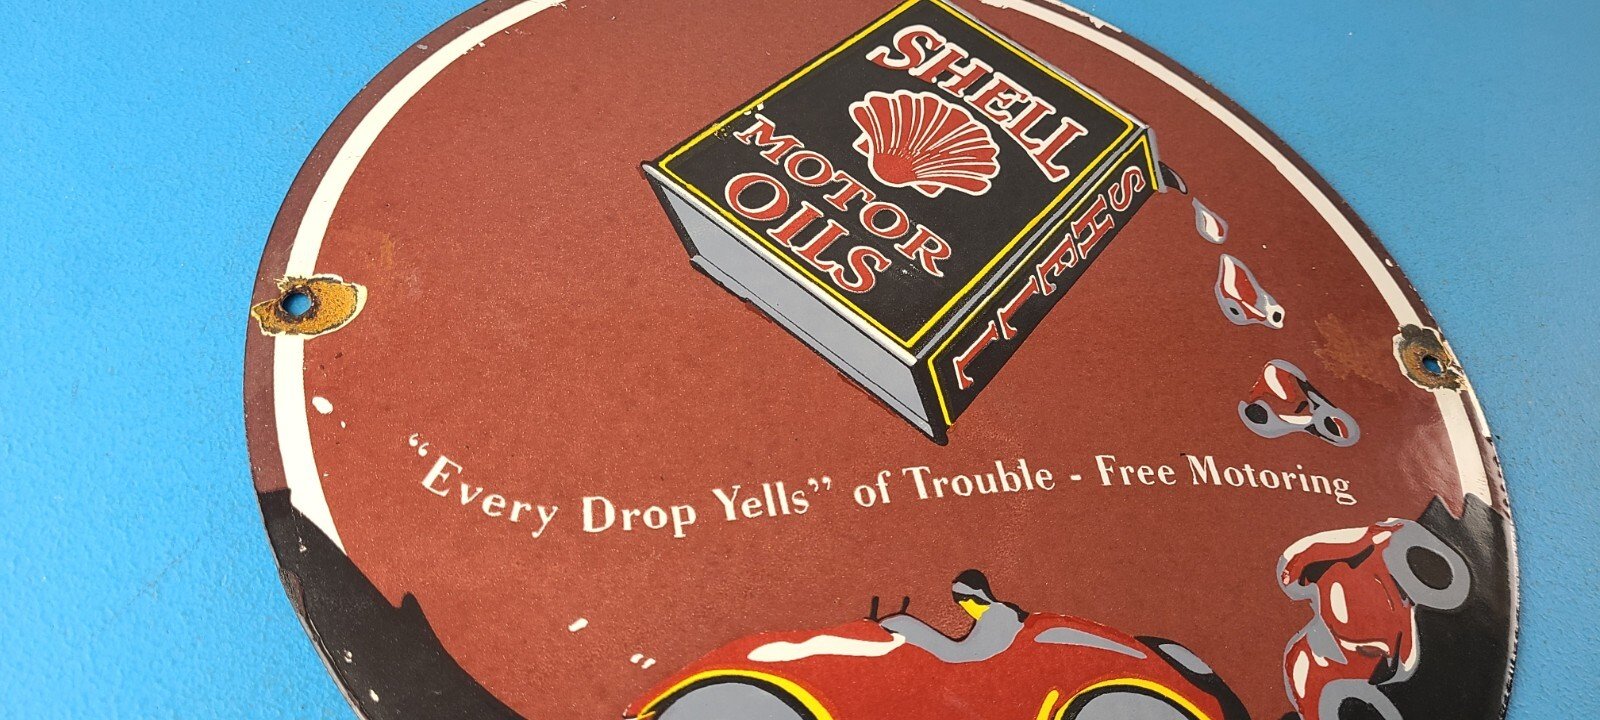 SHELL
MOTOR
OILS
SHELL
"Every Drop Yells" of Trouble - Free Motoring